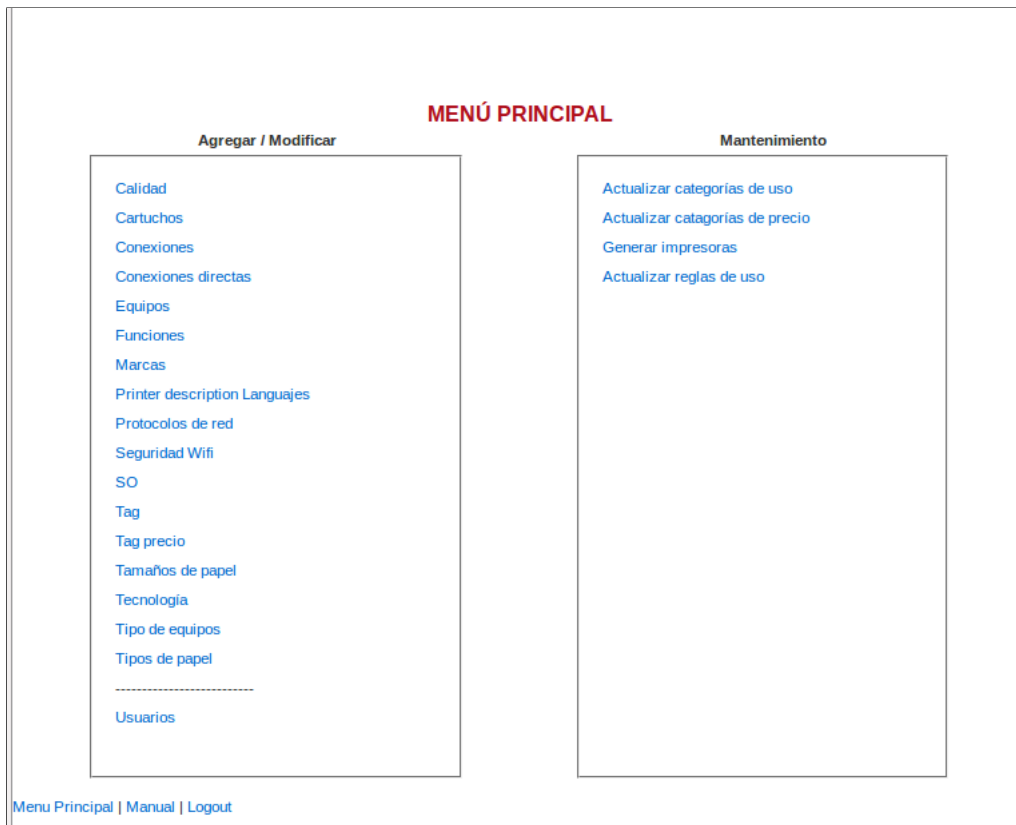 MENÚ PRINCIPAL
Agregar / Modificar
Calidad
Cartuchos
Conexiones
Conexiones directas
Equipos
Funciones
Marcas
Printer description Languajes
Protocolos de red
Seguridad Wifi
SO
Tag
Tag precio
Tamaños de papel
Tecnología
Tipo de equipos
Tipos de papel
--------------------------
Usuarios
Mantenimiento
Actualizar categorías de uso
Actualizar catagorías de precio
Generar impresoras
Actualizar reglas de uso
Menu Principal | Manual | Logout